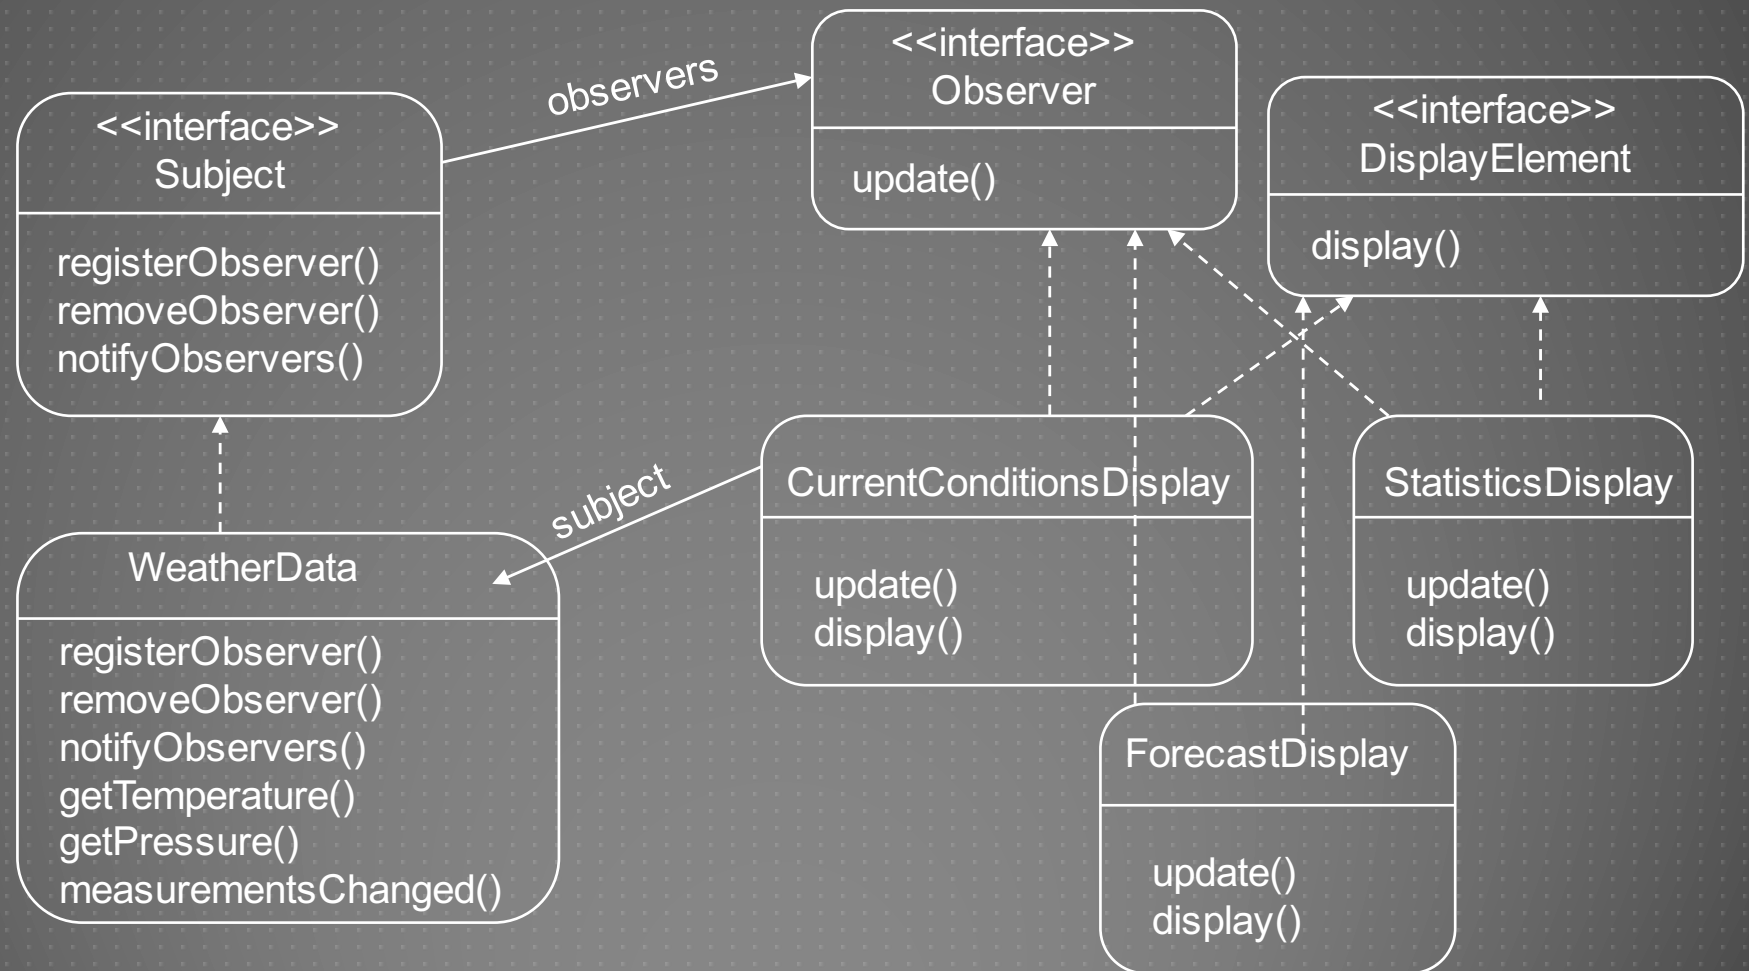 <<interface>>
Subject
registerObserver()
removeObserver()
notifyObservers()
observers
<<interface>>
Observer
update()
<<interface>>
DisplayElement
display()
WeatherData
registerObserver()
removeObserver()
notifyObservers()
getTemperature()
getPressure()
measurementsChanged()
subject
CurrentConditionsDisplay
update()
display()
StatisticsDisplay
update()
display()
ForecastDisplay
update()
display()